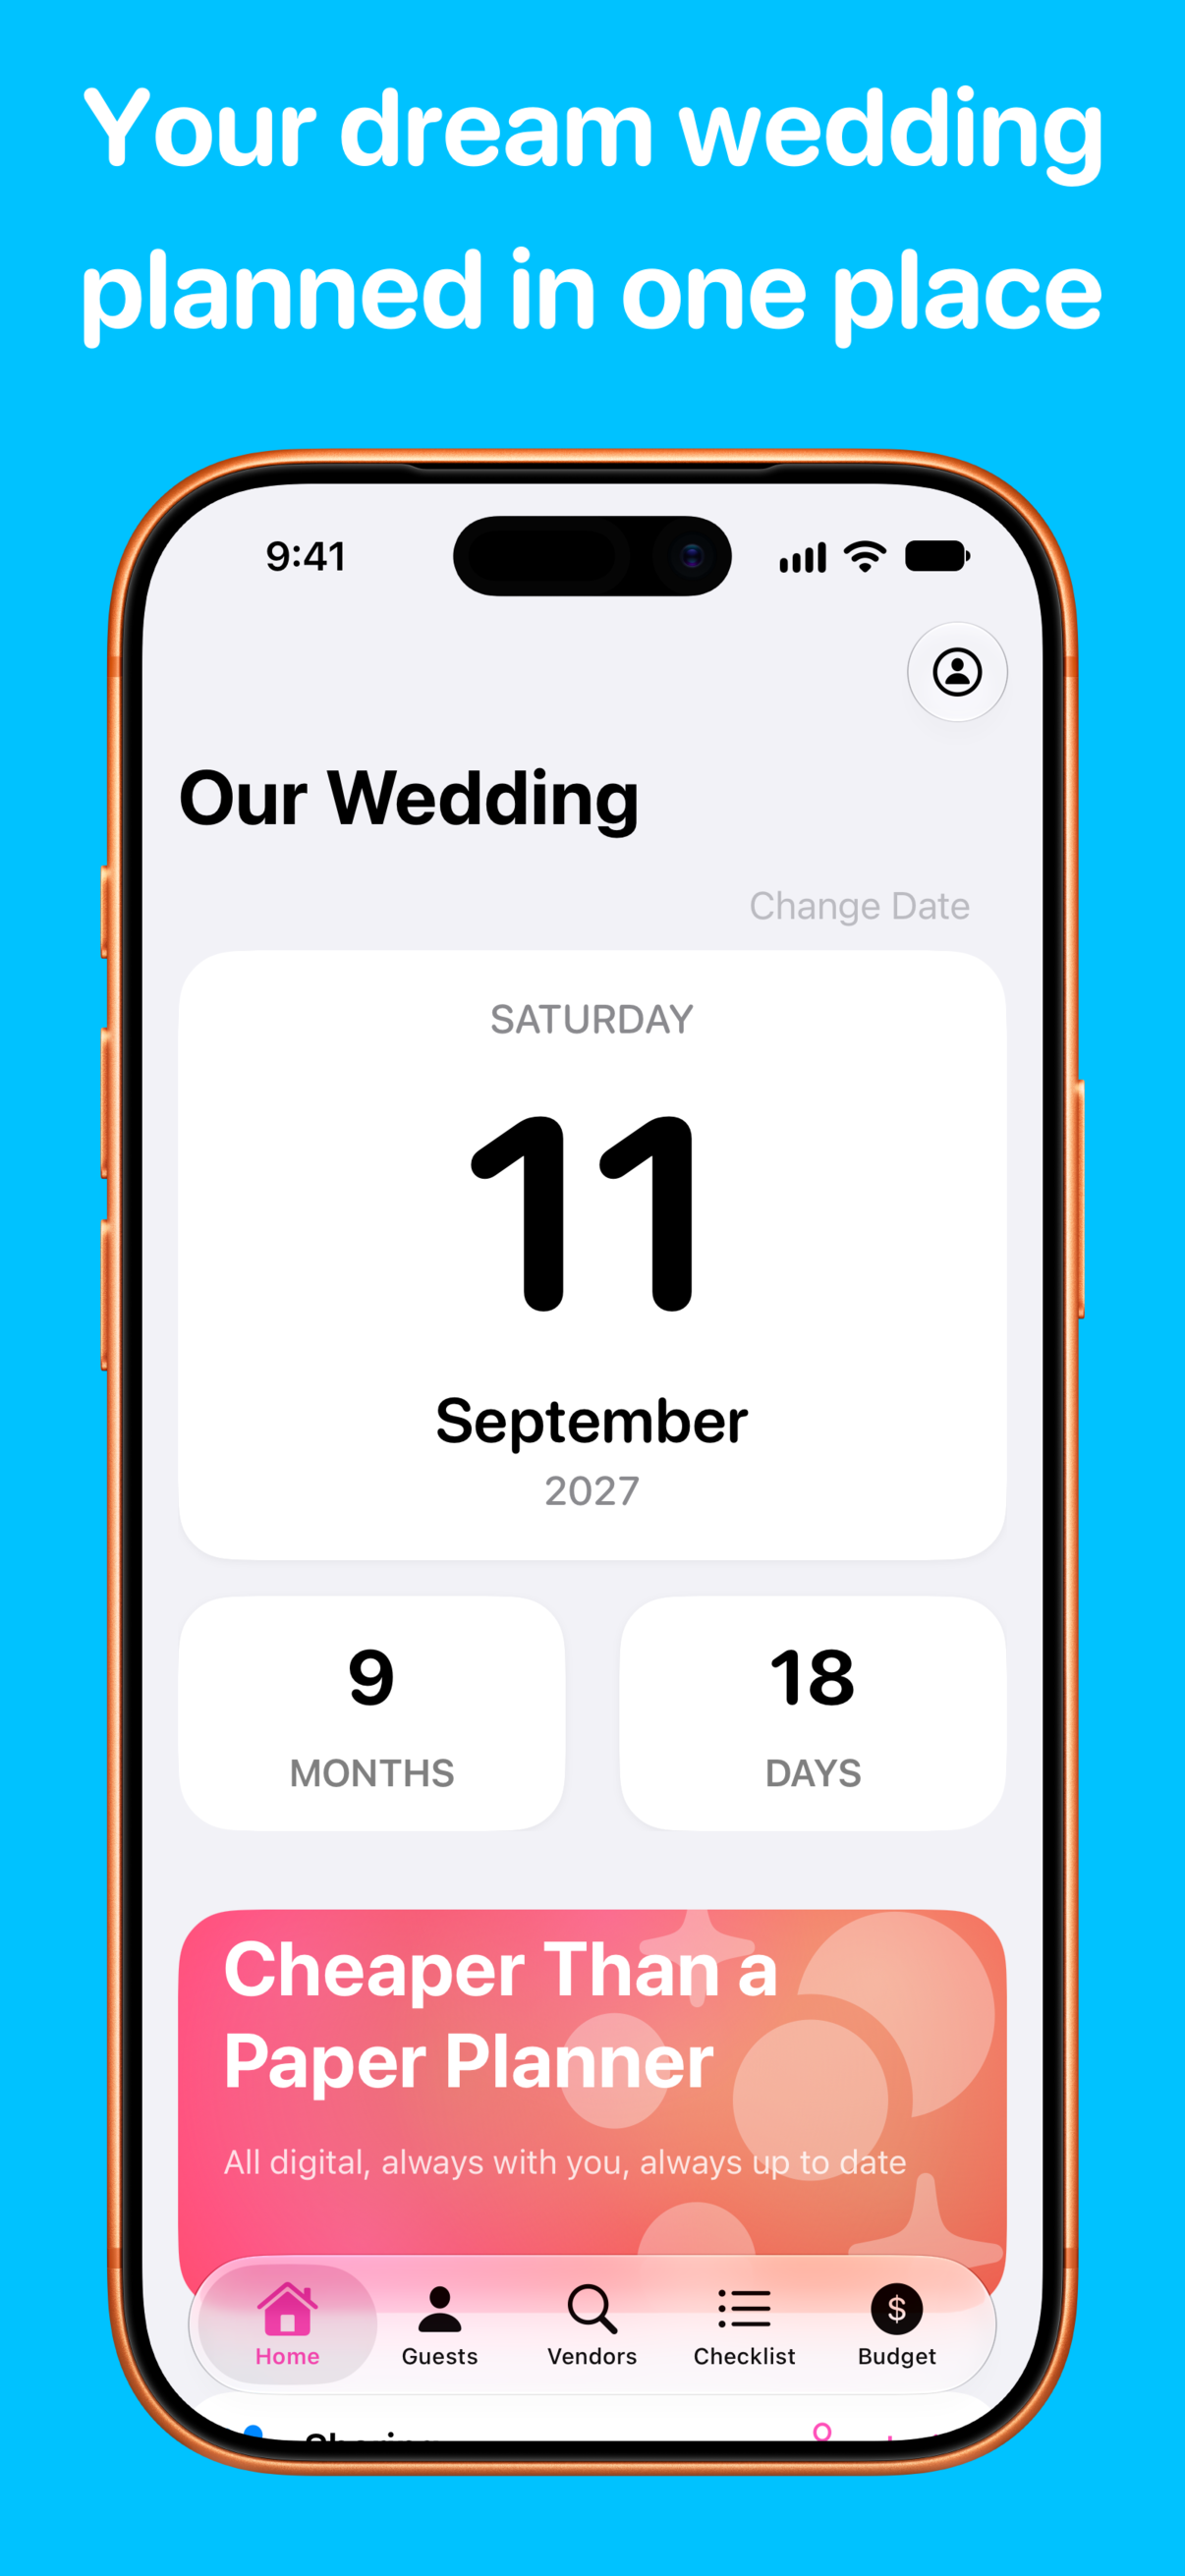 Your dream wedding
planned in one place
9:41
Our Wedding
Change Date
SATURDAY
11
September
2027
9
MONTHS
18
DAYS
Cheaper Than a
Paper Planner
All digital, always with you, always up to date
Home
Guests
Vendors
Checklist
Budget